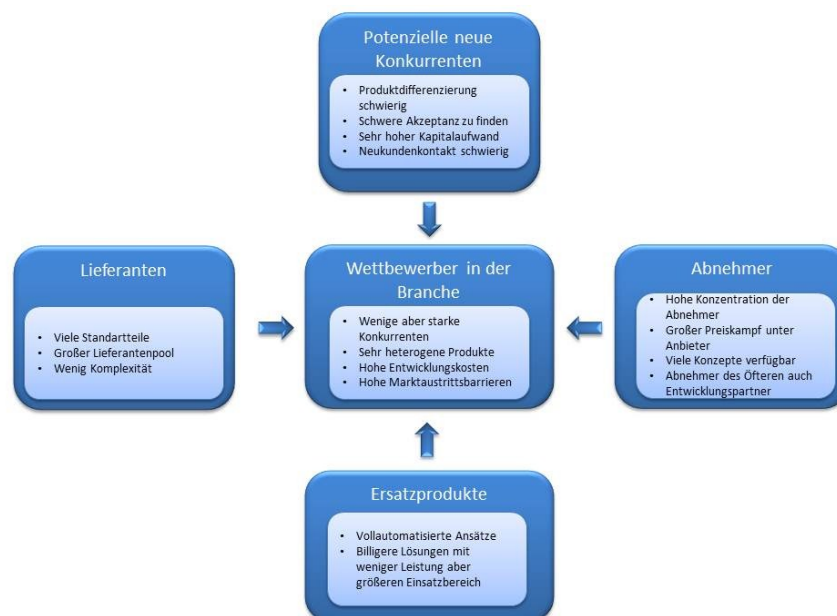 Potenzielle neue
Konkurrenten
• Produktdifferenzierung
schwierig
• Schwere Akzeptanz zu finden
• Sehr hoher Kapitalaufwand
• Neukundenkontakt schwierig
Lieferanten
• Viele Standartteile
• Großer Lieferantenpool
• Wenig Komplexität
Wettbewerber in der
Branche
• Wenige aber starke
Konkurrenten
• Sehr heterogene Produkte
• Hohe Entwicklungskosten
• Hohe Marktaustrittsbarrieren
Abnehmer
• Hohe Konzentration der
Abnehmer
• Großer Preiskampf unter
Anbieter
• Viele Konzepte verfügbar
• Abnehmer des Öfteren auch
Entwicklungspartner
Ersatzprodukte
• Vollautomatisierte Ansätze
• Billigere Lösungen mit
weniger Leistung aber
größeren Einsatzbereich